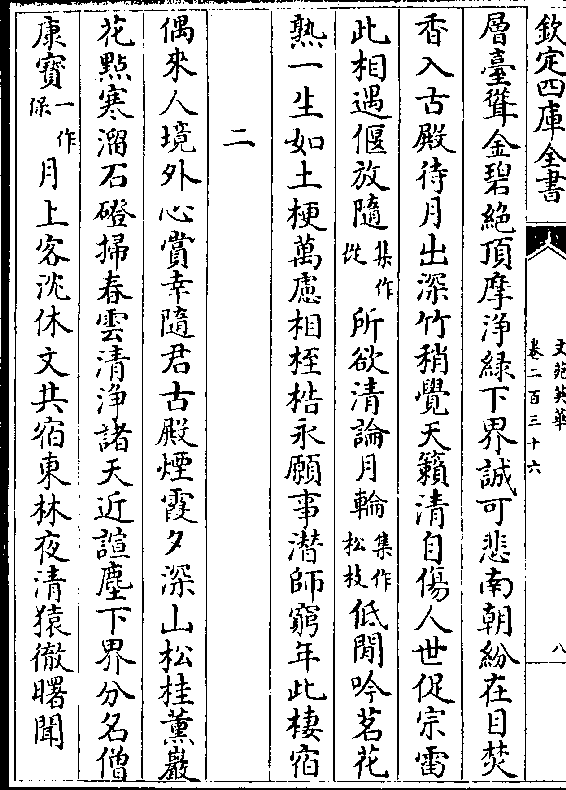 欽定四庫全書
文苑英華
卷二百三十六
八
層臺聳金碧絶頂摩浄緑下界誠可悲南朝紛在目焚
香入古殿待月出深竹稍覺天籟清自傷人世促宗雷
此相遇偃放隨集作從所欲清論月輪集作松枝低閒吟茗花
熟一生如土梗萬慮相桎梏永願事潛師窮年此棲宿
二
偶來人境外心賞幸隨君古殿煙霞夕深山松桂薰巖
花點寒溜石磴掃春雲清浄諸天近諠塵下界分名僧
康寶一作保月上客沈休文共宿東林夜清猿徹曙聞